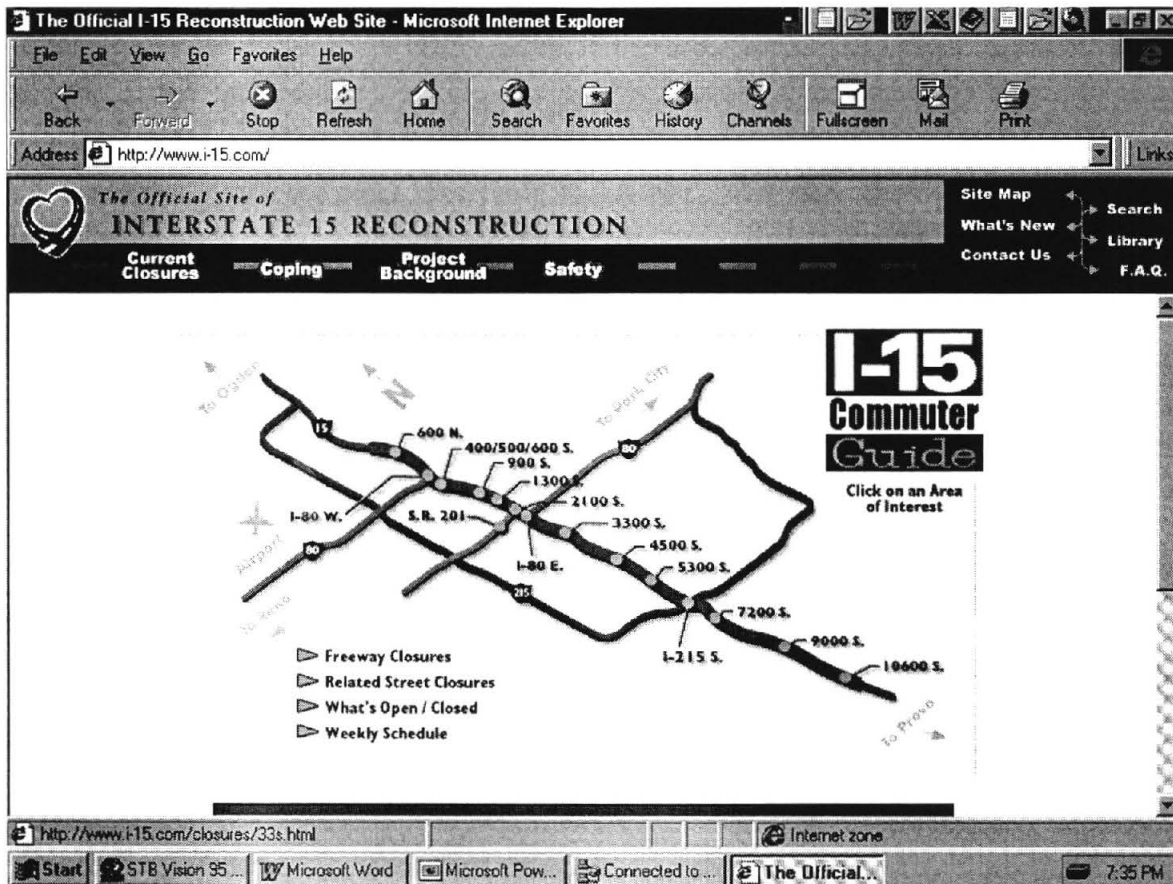 The Official I-15 Reconstruction Web Site - Microsoft Internet Explorer
File Edit View Go Favorites Help
Back Forward Stop Refresh Home Search Favorites History Channels Fullscreen Mail Print
Address http://www.i-15.com/ Links
The Official Site of
INTERSTATE 15 RECONSTRUCTION
Site Map
What's New
Contact Us
Search
Library
F.A.Q.
Current Closures
Coping
Project Background
Safety
To Ogden
N
To Park City
15
600 N.
400/500/600 S.
900 S.
1300 S.
80
2100 S.
I-80 W.
S.R. 201
3300 S.
Airport
80
I-80 E.
4500 S.
5300 S.
215
To Reno
7200 S.
I-215 S.
9000 S.
10600 S.
To Provo
I-15
Commuter
Guide
Click on an Area
of Interest
Freeway Closures
Related Street Closures
What's Open / Closed
Weekly Schedule
http://www.i-15.com/closures/33s.html Internet zone
Start STB Vision 95 ... Microsoft Word Microsoft Pow... Connected to ... The Official... 7:35 PM